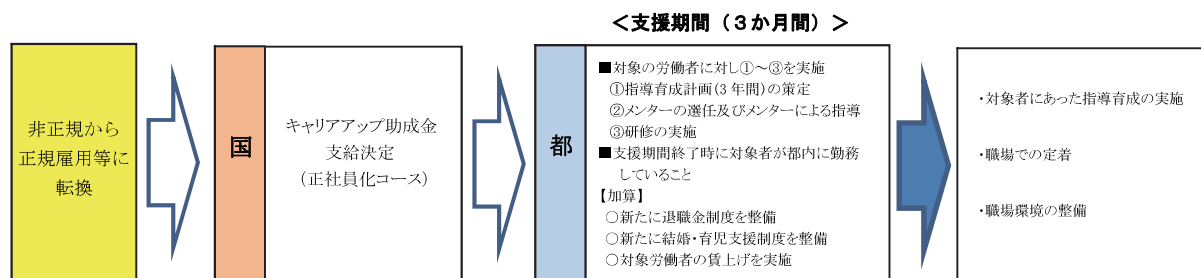 ＜支援期間（３か月間）＞
非正規から
正規雇用等に
転換
国
キャリアアップ助成金
支給決定
（正社員化コース）
都
■対象の労働者に対し①～③を実施
①指導育成計画(3年間)の策定
②メンターの選任及びメンターによる指導
③研修の実施
■支援期間終了時に対象者が都内に勤務
していること
【加算】
○新たに退職金制度を整備
○新たに結婚・育児支援制度を整備
○対象労働者の賃上げを実施
・対象者にあった指導育成の実施
・職場での定着
・職場環境の整備